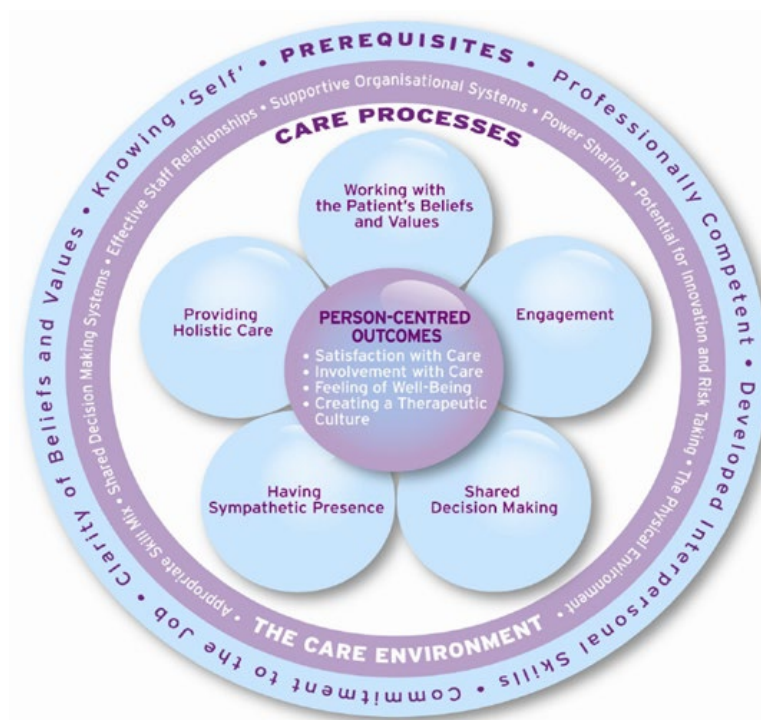 • PREREQUISITES • Professionally Competent • Developed Interpersonal Skills • Commitment to the Job • Clarity of Beliefs and Values • Knowing 'Self'
THE CARE ENVIRONMENT • Appropriate Skill Mix • Shared Decision Making Systems • Effective Staff Relationships • Supportive Organisational Systems • Power Sharing • Potential for Innovation and Risk Taking • The Physical Environment •
CARE PROCESSES
Working with
the Patient's Beliefs
and Values
Providing
Holistic Care
Engagement
PERSON-CENTRED
OUTCOMES
• Satisfaction with Care
• Involvement with Care
• Feeling of Well-Being
• Creating a Therapeutic
Culture
Having
Sympathetic Presence
Shared
Decision Making